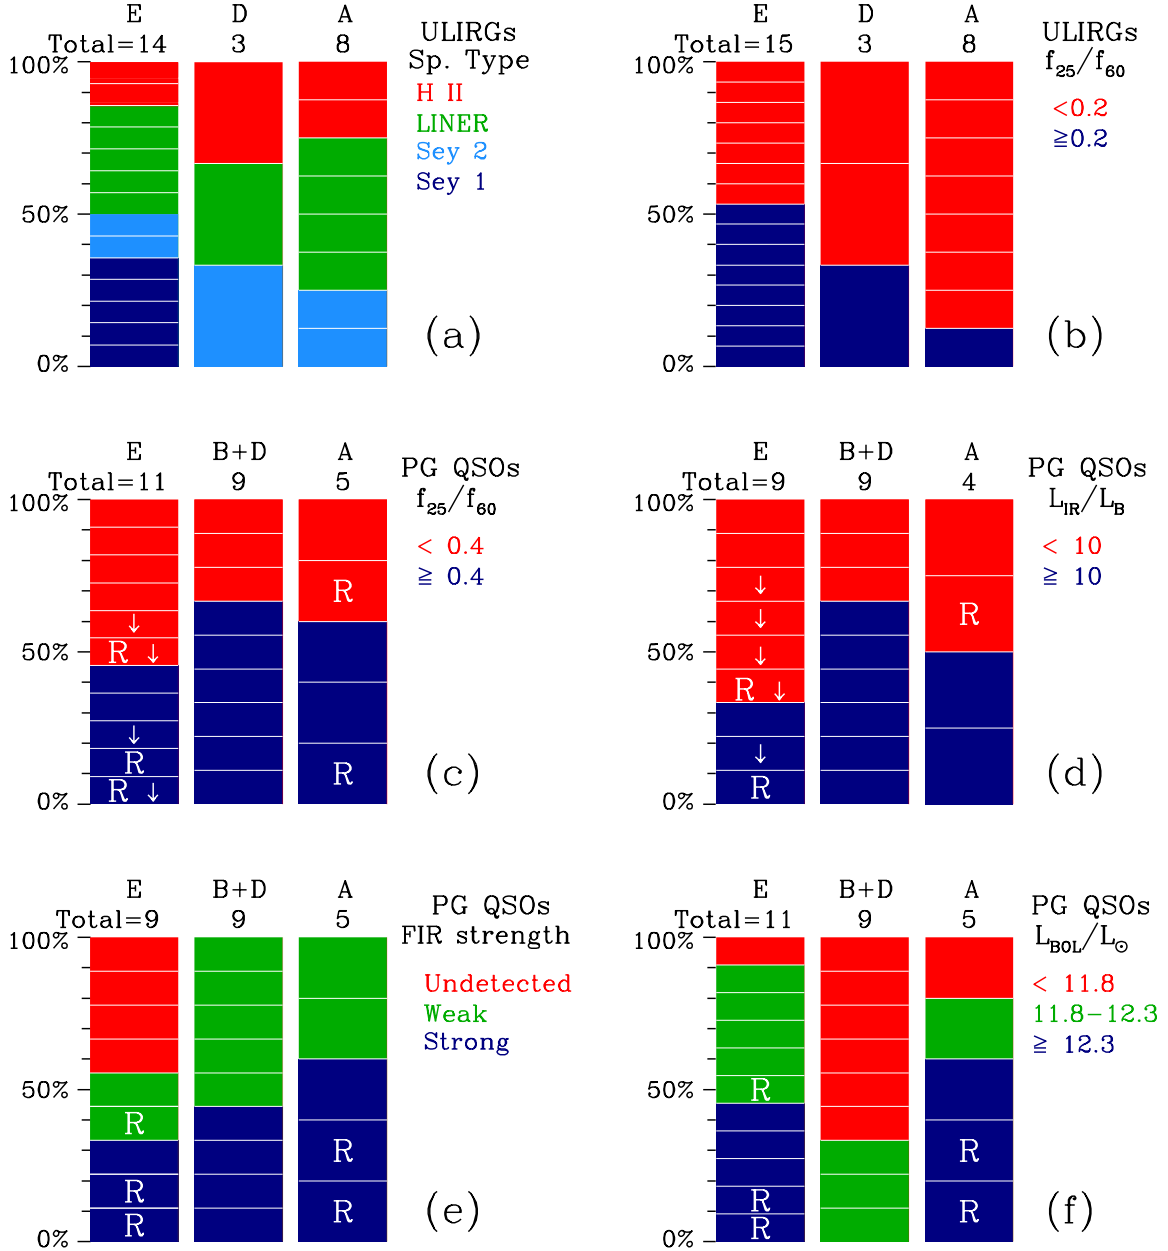 E D A
Total=14 3 8
ULIRGs
Sp. Type
H II
LINER
Sey 2
Sey 1
100%
50%
0%
(a)
E D A
Total=15 3 8
ULIRGs
f25/f60
<0.2
≧0.2
100%
50%
0%
(b)
E B+D A
Total=11 9 5
PG QSOs
f25/f60
< 0.4
≧ 0.4
100%
R
↓
50%
R ↓
↓
R
R ↓
R
0%
(c)
E B+D A
Total=9 9 4
PG QSOs
LIR/LB
< 10
≧ 10
100%
↓
↓
R
↓
50%
R ↓
↓
R
0%
(d)
E B+D A
Total=9 9 5
PG QSOs
FIR strength
Undetected
Weak
Strong
100%
50%
R
R
R
R
R
0%
(e)
E B+D A
Total=11 9 5
PG QSOs
LBOL/L⊙
< 11.8
11.8−12.3
≧ 12.3
100%
50%
R
R
R
R
R
0%
(f)